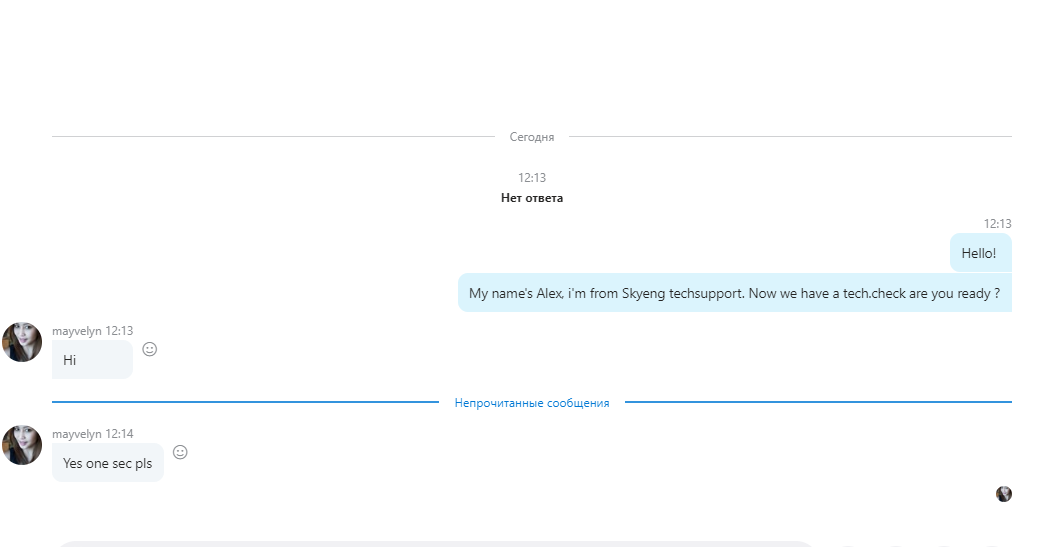 Сегодня
12:13
Нет ответа
12:13
Hello!
My name's Alex, i'm from Skyeng techsupport. Now we have a tech.check are you ready ?
mayvelyn 12:13
Hi
Непрочитанные сообщения
mayvelyn 12:14
Yes one sec pls